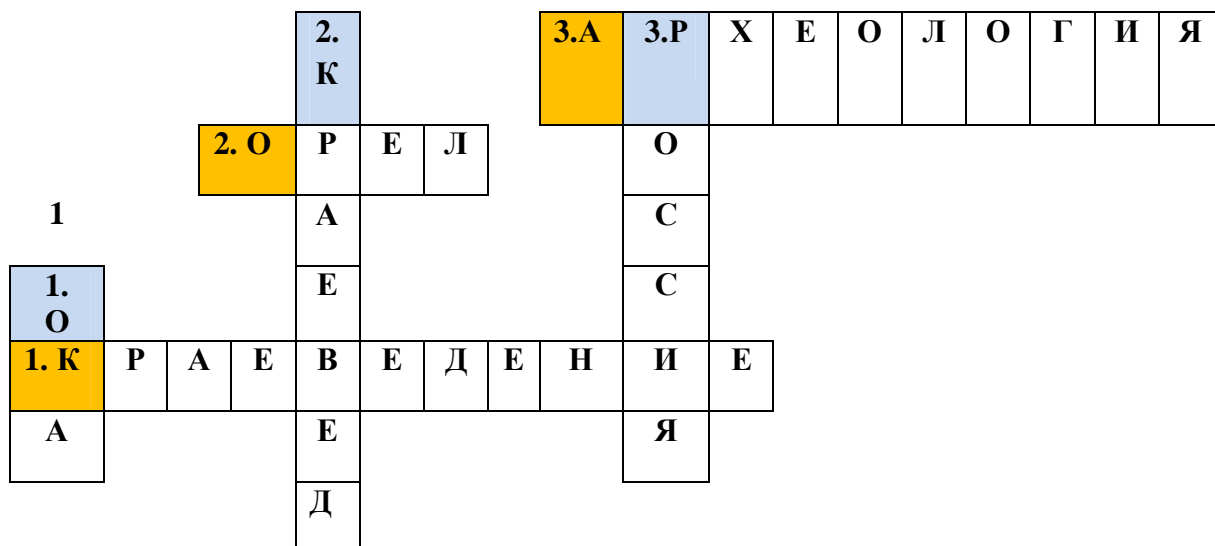 2. К 3.А 3.Р Х Е О Л О Г И Я
2. О Р Е Л О
1 А С
1. О Е С
1. К Р А Е В Е Д Е Н И Е
А Е Я
Д